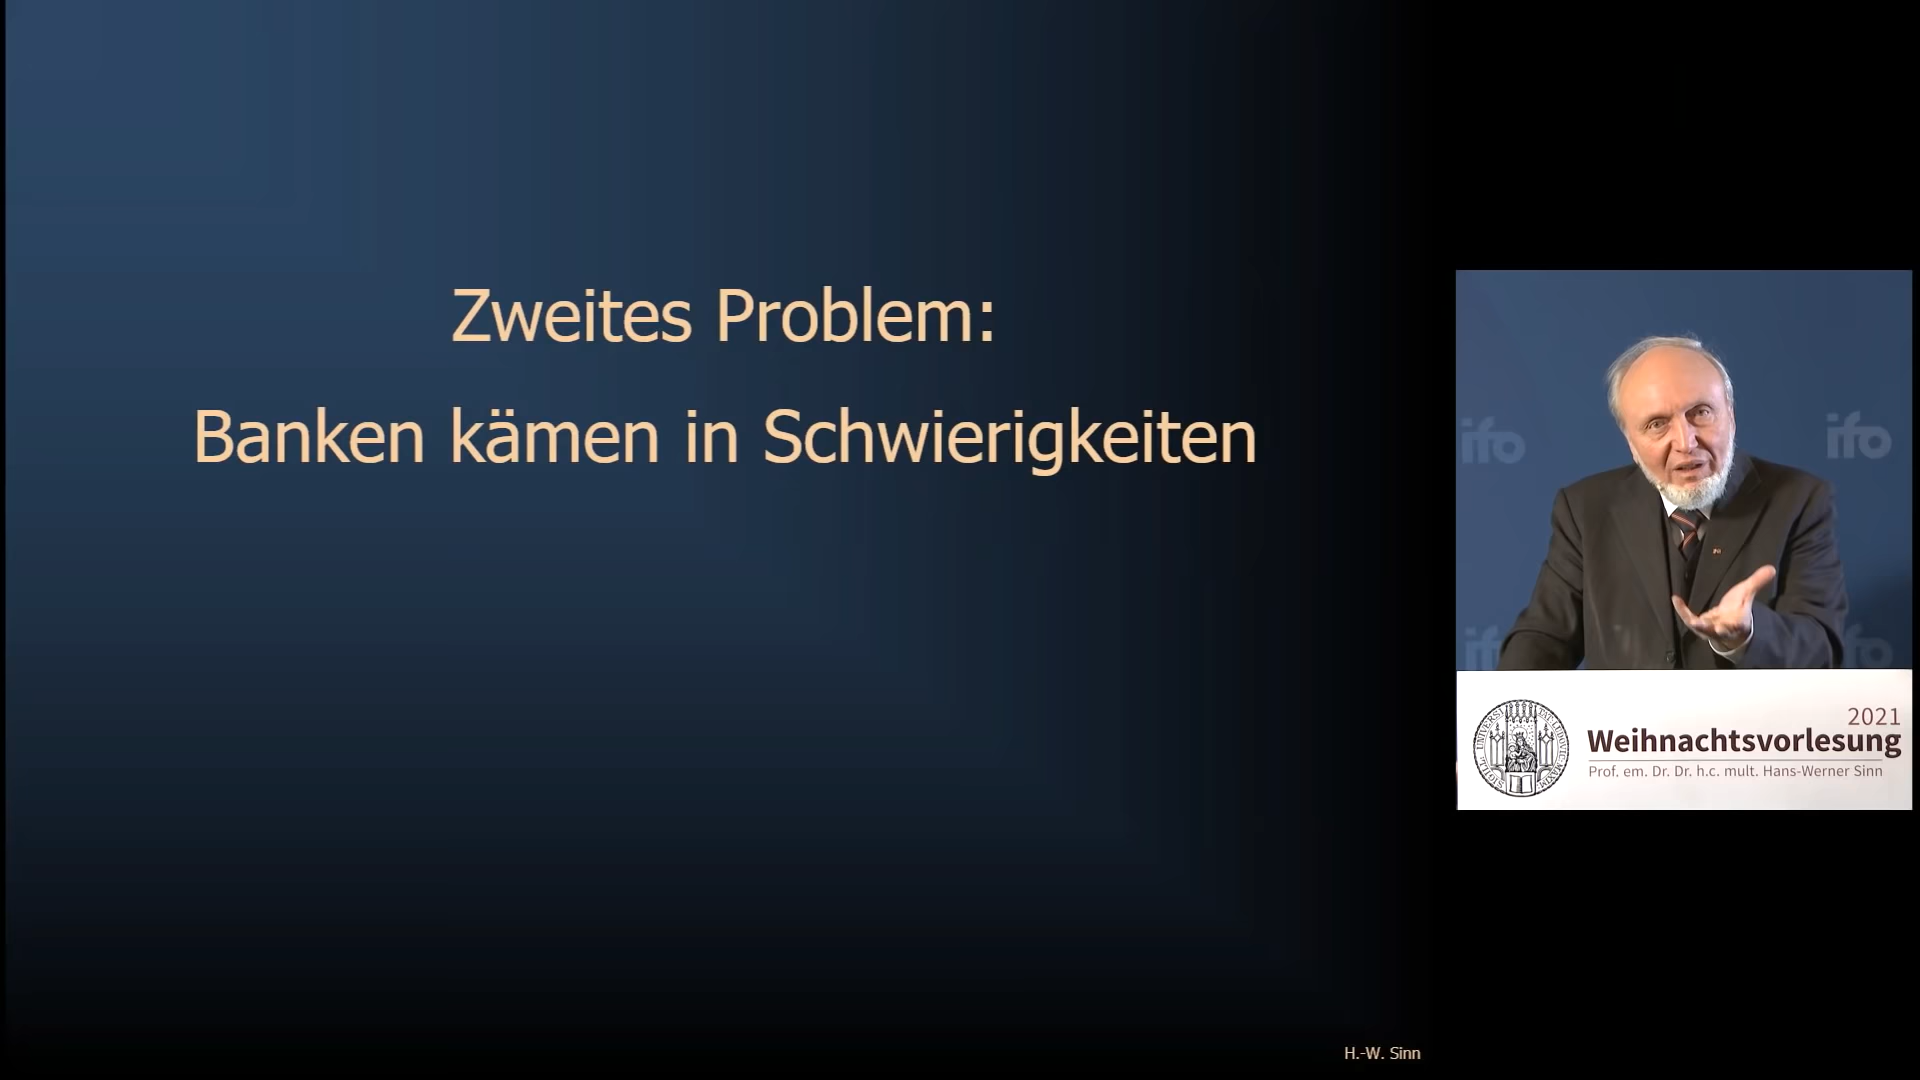 Zweites Problem:
Banken kämen in Schwierigkeiten
ifo
ifo
ifo
2021
Weihnachtsvorlesung
Prof. em. Dr. Dr. h.c. mult. Hans-Werner Sinn
H.-W. Sinn